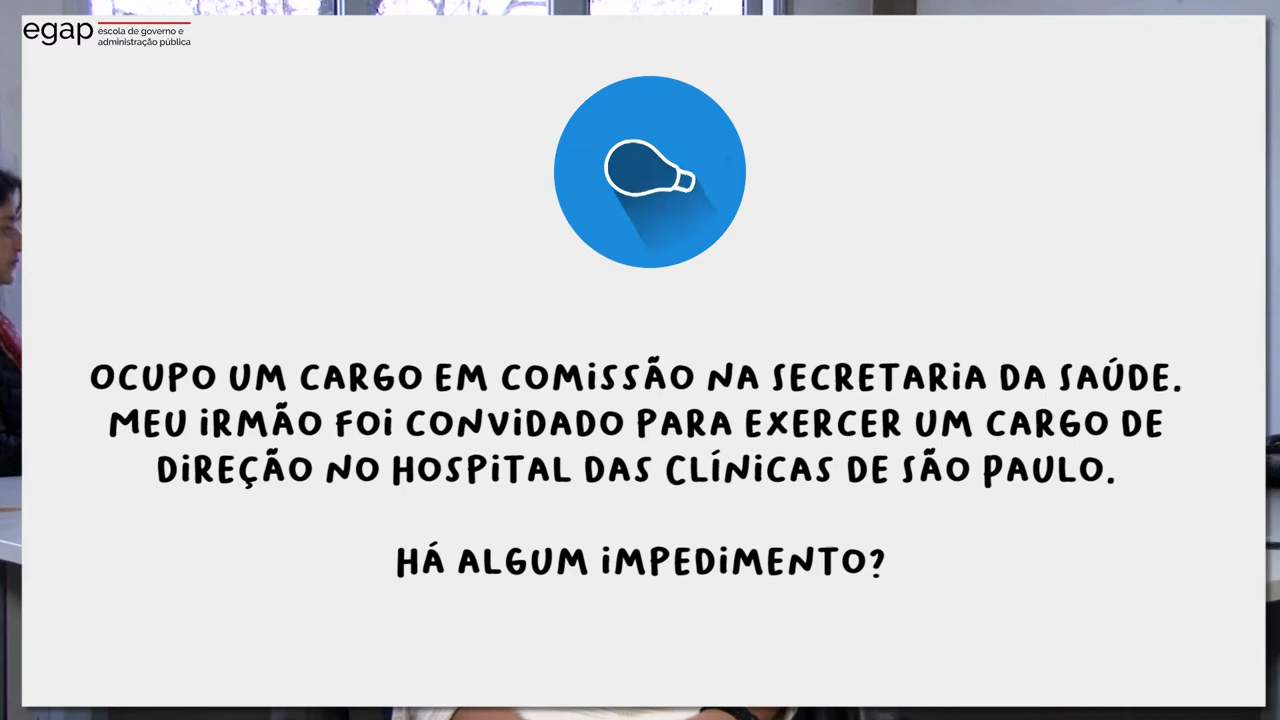 egap
escola de governo e
administração pública
OCUPO UM CARGO EM COMISSÃO NA SECRETARIA DA SAÚDE.
MEU IRMÃO FOI CONVIDADO PARA EXERCER UM CARGO DE
DIREÇÃO NO HOSPITAL DAS CLÍNICAS DE SÃO PAULO.
HÁ ALGUM IMPEDIMENTO?